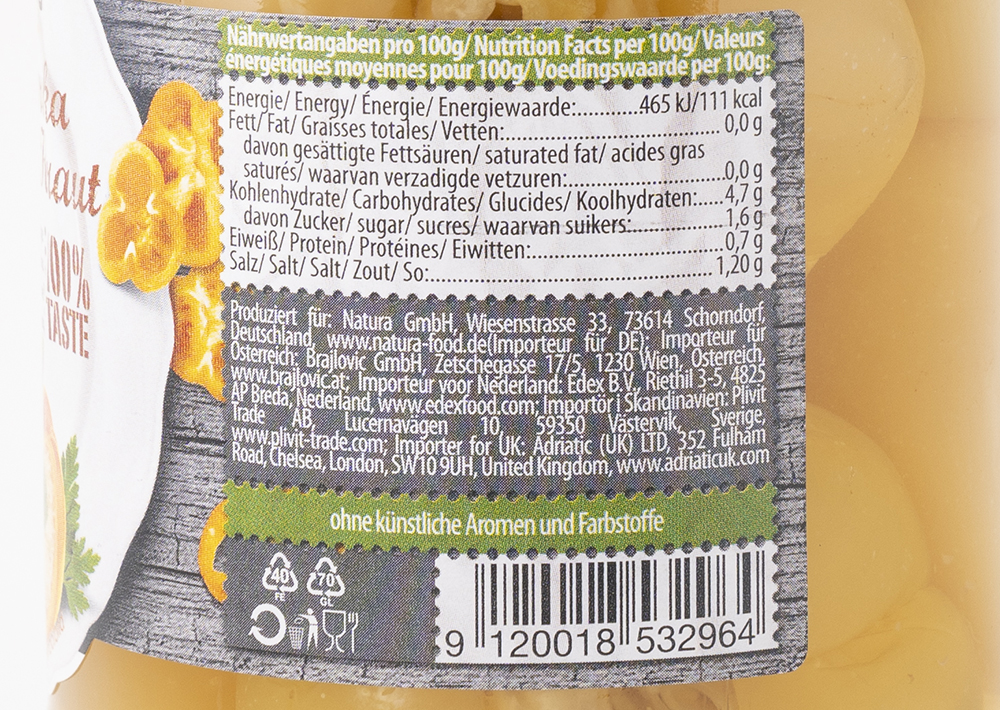 Nährwertangaben pro 100g/ Nutrition Facts per 100g/ Valeurs
énergétiques moyennes pour 100g/ Voedingswaarde per 100g:
Energie/ Energy/ Énergie/ Energiewaarde:..............465 kJ/111 kcal
Fett/ Fat/ Graisses totales/ Vetten:................................................ 0,0 g
davon gesättigte Fettsäuren/ saturated fat/ acides gras
saturés/ waarvan verzadigde vetzuren:..................................0,0 g
Kohlenhydrate/ Carbohydrates/ Glucides/ Koolhydraten:.....4,7 g
davon Zucker/ sugar/ sucres/ waarvan suikers:....................1,6 g
Eiweiß/ Protein/ Protéines/ Eiwitten:..........................................0,7 g
Salz/ Salt/ Salt/ Zout/ So:.............................................................1,20 g
Produziert für: Natura GmbH, Wiesenstrasse 33, 73614 Schorndorf,
Deutschland, www.natura-food.de(Importeur für DE); Importeur für
Österreich: Brajlovic GmbH, Zetschegasse 17/5, 1230 Wien, Österreich,
www.brajlovic.at; Importeur voor Nederland: Edex B.V., Riethil 3-5, 4825
AP Breda, Nederland, www.edexfood.com; Importör i Skandinavien: Plivit
Trade AB, Lucernavägen 10, 59350 Västervik, Sverige,
www.plivit-trade.com; Importer for UK: Adriatic (UK) LTD, 352 Fulham
Road, Chelsea, London, SW10 9UH, United Kingdom, www.adriaticuk.com
ohne künstliche Aromen und Farbstoffe
40 FE
70 GL
9 120018 532964
100%
TASTE